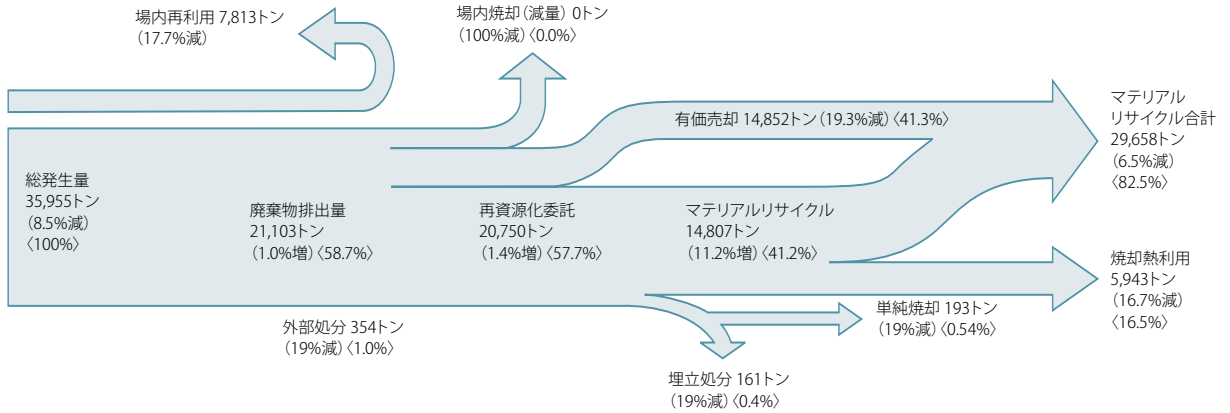 場内再利用 7,813トン
（17.7%減）
場内焼却（減量） 0トン
（100%減）〈0.0%〉
有価売却 14,852トン（19.3%減）〈41.3%〉
マテリアル
リサイクル合計
29,658トン
（6.5%減）
〈82.5%〉
総発生量
35,955トン
（8.5%減）
〈100%〉
廃棄物排出量
21,103トン
（1.0%増）〈58.7%〉
再資源化委託
20,750トン
（1.4%増）〈57.7%〉
マテリアルリサイクル
14,807トン
（11.2%増）〈41.2%〉
焼却熱利用
5,943トン
（16.7%減）
〈16.5%〉
外部処分 354トン
（19%減）〈1.0%〉
単純焼却 193トン
（19%減）〈0.54%〉
埋立処分 161トン
（19%減）〈0.4%〉